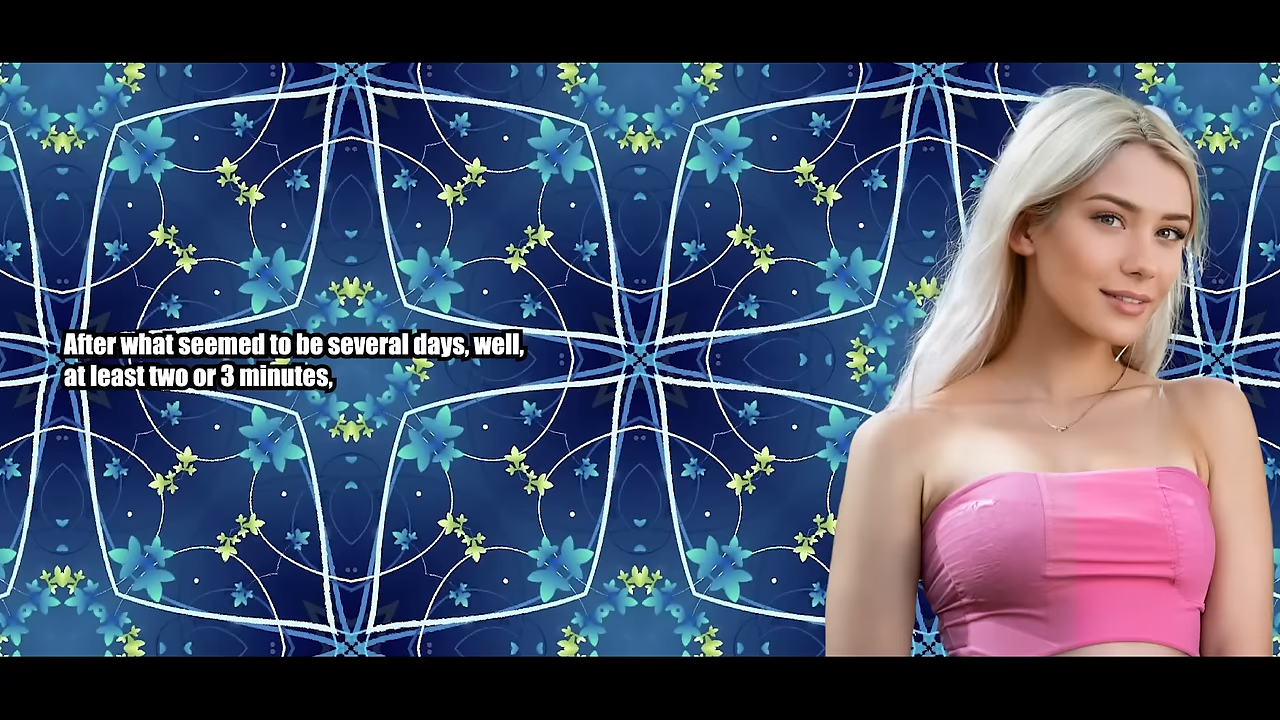 After what seemed to be several days, well,
at least two or 3 minutes,